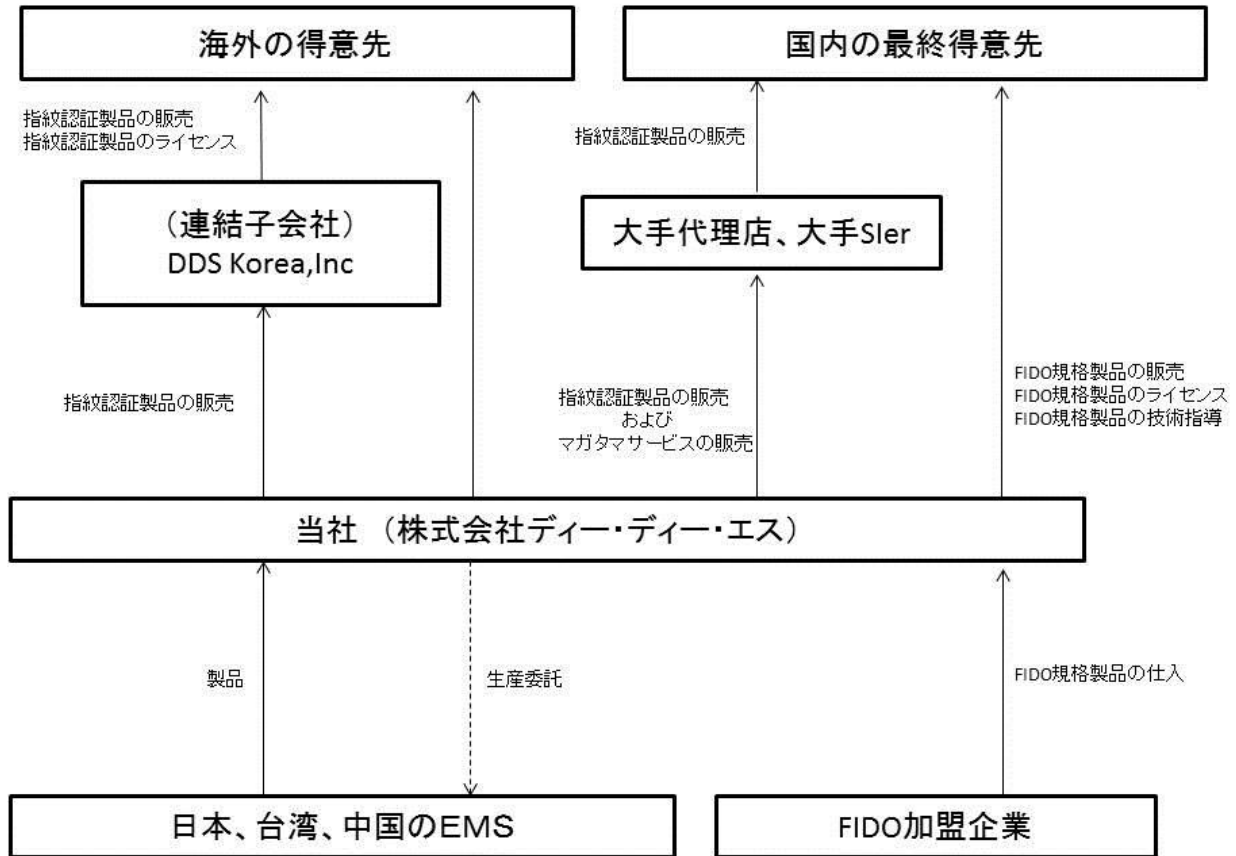 海外の得意先
国内の最終得意先
指紋認証製品の販売
指紋認証製品のライセンス
指紋認証製品の販売
(連結子会社)
DDS Korea,Inc
大手代理店、大手SIer
指紋認証製品の販売
指紋認証製品の販売
および
マガタマサービスの販売
FIDO規格製品の販売
FIDO規格製品のライセンス
FIDO規格製品の技術指導
当社 (株式会社ディー・ディー・エス)
製品
生産委託
FIDO規格製品の仕入
日本、台湾、中国のEMS
FIDO加盟企業